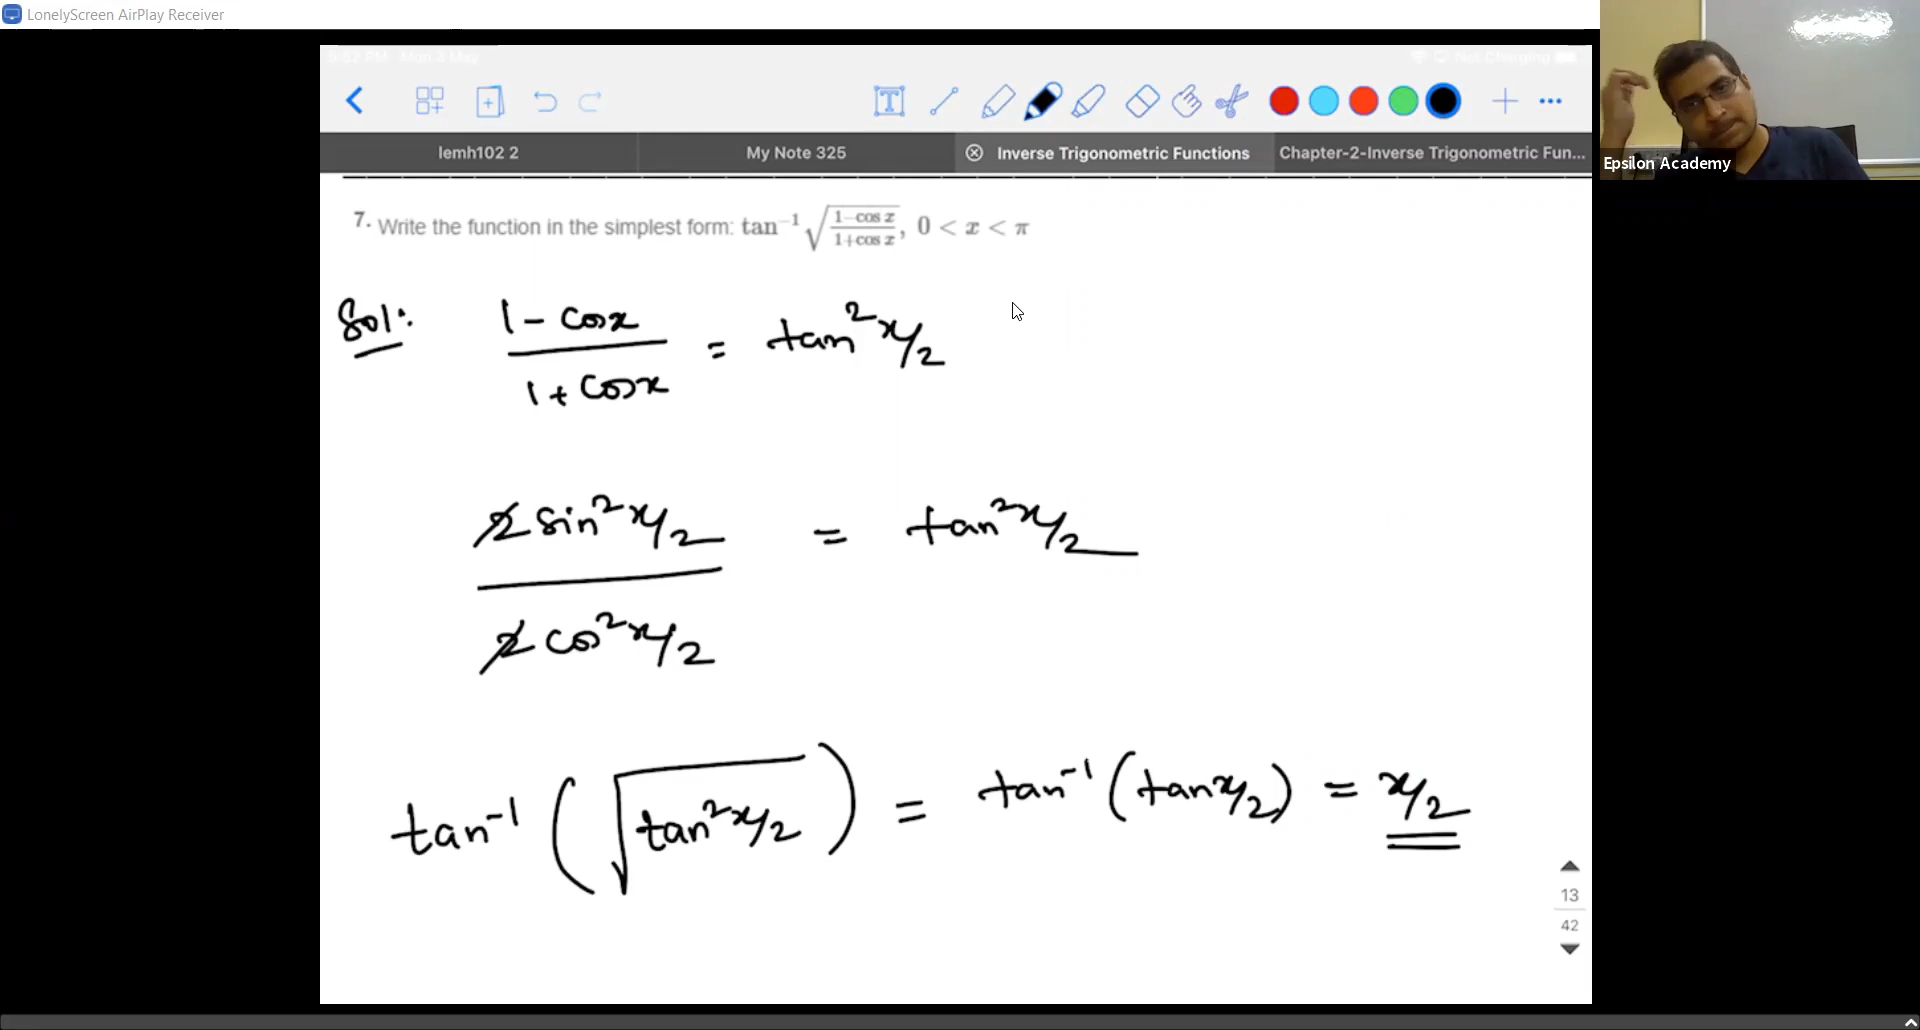 LonelyScreen AirPlay Receiver
Epsilon Academy
lemh102 2
My Note 325
Inverse Trigonometric Functions
Chapter-2-Inverse Trigonometric Fun...
7. Write the function in the simplest form: tan⁻¹ √((1−cos x)/(1+cos x)), 0 < x < π
Sol: (1 - cosx)/(1 + cosx) = tan² x/2
(2 sin² x/2)/(2 cos² x/2) = tan² x/2
tan⁻¹ (√(tan² x/2)) = tan⁻¹ (tan x/2) = x/2
13
42